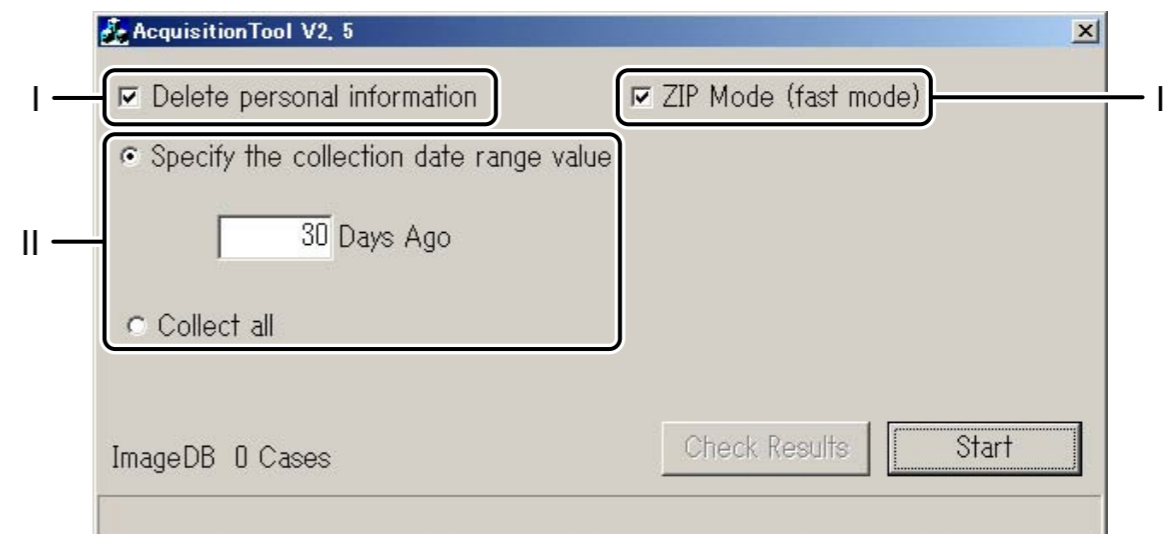 AcquisitionTool V2. 5
I
Delete personal information
ZIP Mode (fast mode)
I
Specify the collection date range value
II
30 Days Ago
Collect all
ImageDB 0 Cases
Check Results
Start